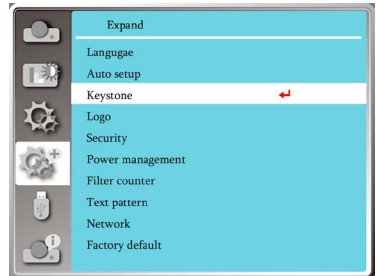 Expand
Langugae
Auto setup
Keystone
Logo
Security
Power management
Filter counter
Text pattern
Network
Factory default